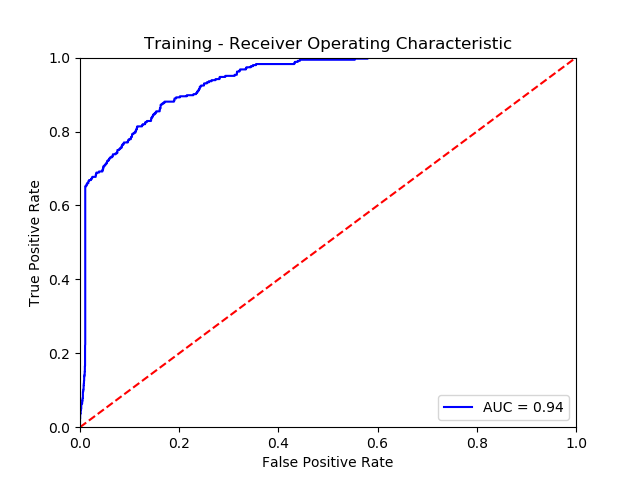 Training - Receiver Operating Characteristic
True Positive Rate
1.0
0.8
0.6
0.4
0.2
0.0
AUC = 0.94
0.0 0.2 0.4 0.6 0.8 1.0
False Positive Rate